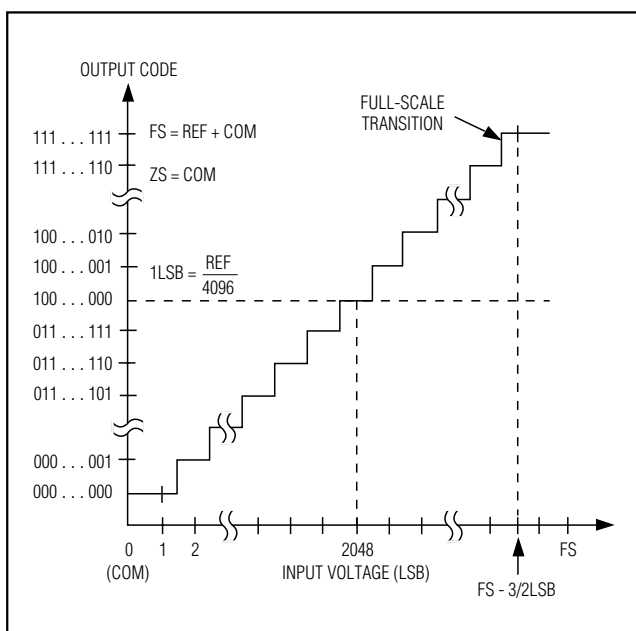 OUTPUT CODE
111 . . . 111
111 . . . 110
100 . . . 010
100 . . . 001
100 . . . 000
011 . . . 111
011 . . . 110
011 . . . 101
000 . . . 001
000 . . . 000
FS = REF + COM
ZS = COM
1LSB = REF
4096
FULL-SCALE
TRANSITION
0 1 2 2048 FS
(COM) INPUT VOLTAGE (LSB)
FS - 3/2LSB